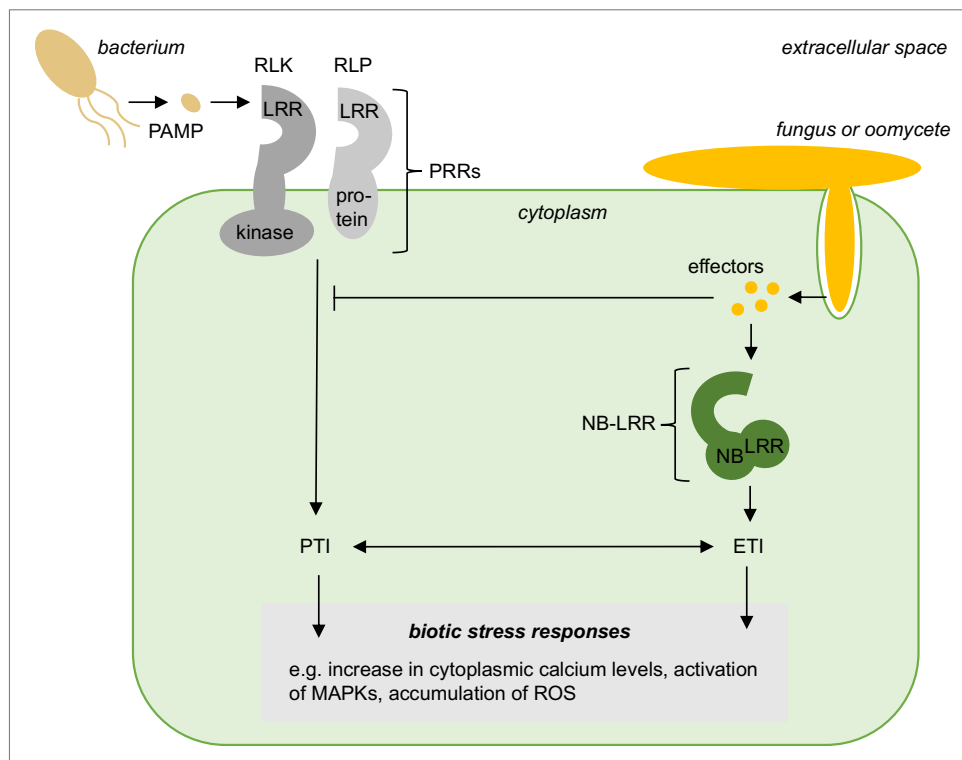 bacterium
extracellular space
RLK
RLP
LRR
LRR
PAMP
fungus or oomycete
PRRs
pro-
tein
cytoplasm
kinase
effectors
NB-LRR
NB
LRR
PTI
ETI
biotic stress responses
e.g. increase in cytoplasmic calcium levels, activation
of MAPKs, accumulation of ROS